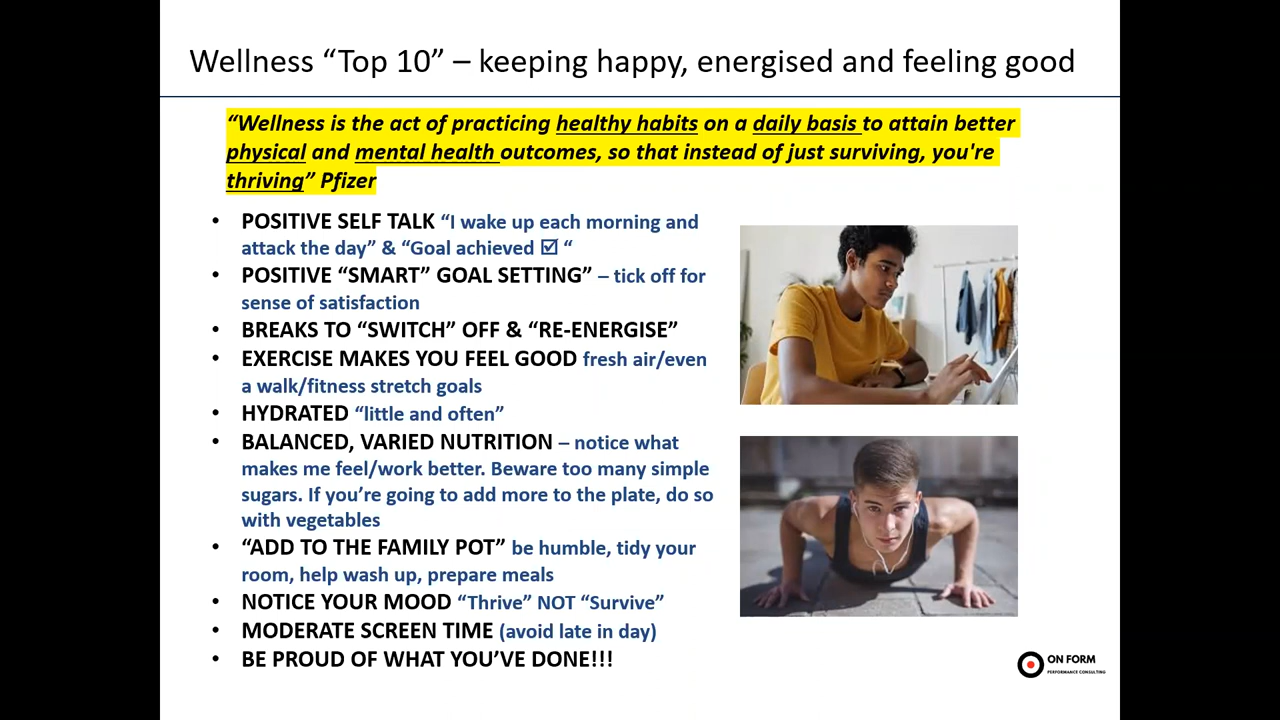 Wellness “Top 10” – keeping happy, energised and feeling good
“Wellness is the act of practicing healthy habits on a daily basis to attain better
physical and mental health outcomes, so that instead of just surviving, you're
thriving” Pfizer
• POSITIVE SELF TALK “I wake up each morning and
attack the day” & “Goal achieved ☑ “
• POSITIVE “SMART” GOAL SETTING” – tick off for
sense of satisfaction
• BREAKS TO “SWITCH” OFF & “RE-ENERGISE”
• EXERCISE MAKES YOU FEEL GOOD fresh air/even
a walk/fitness stretch goals
• HYDRATED “little and often”
• BALANCED, VARIED NUTRITION – notice what
makes me feel/work better. Beware too many simple
sugars. If you’re going to add more to the plate, do so
with vegetables
• “ADD TO THE FAMILY POT” be humble, tidy your
room, help wash up, prepare meals
• NOTICE YOUR MOOD “Thrive” NOT “Survive”
• MODERATE SCREEN TIME (avoid late in day)
• BE PROUD OF WHAT YOU’VE DONE!!!
ON FORM
PERFORMANCE CONSULTING